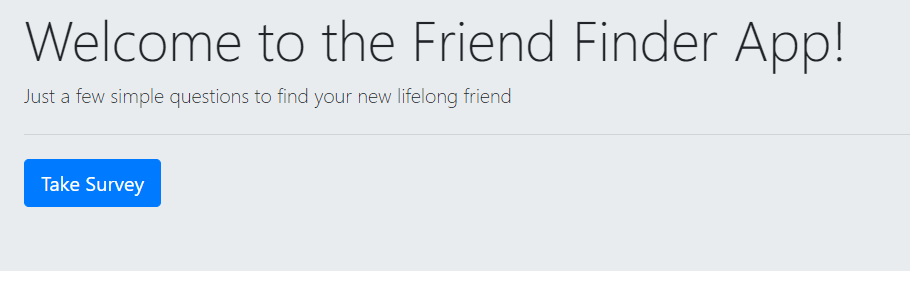 Welcome to the Friend Finder App!
Just a few simple questions to find your new lifelong friend
Take Survey